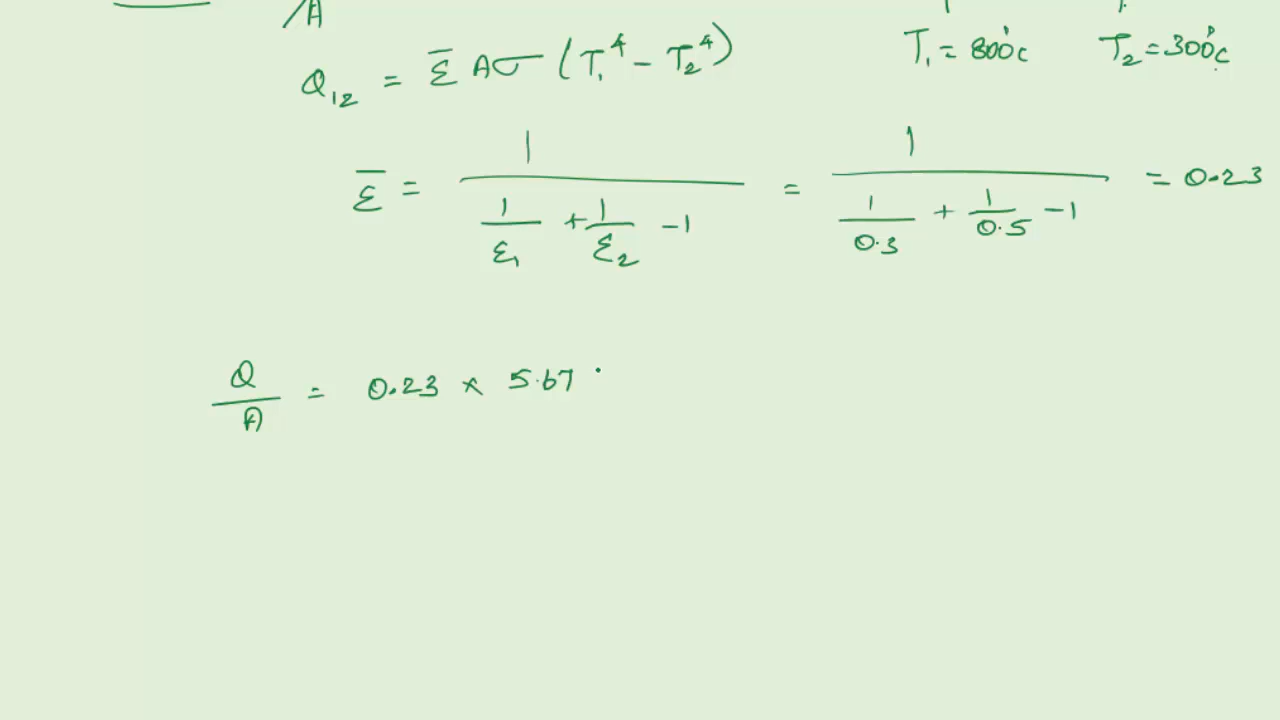 /A
Q₁₂ = ε̅ Aσ (T₁⁴ − T₂⁴) T₁ = 800°c T₂ = 300°c
ε̅ = 1 / (1/ε₁ + 1/ε₂ − 1) = 1 / (1/0.3 + 1/0.5 − 1) = 0.23
Q/A = 0.23 × 5.67